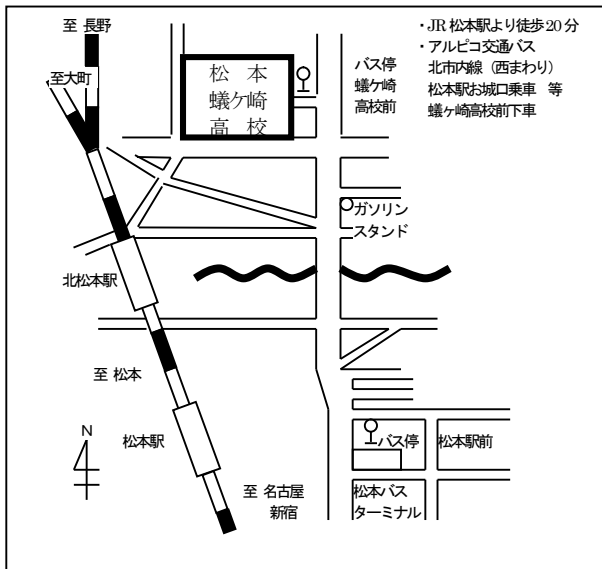 至 長野
至大町
松 本
蟻ケ崎
高 校
バス停
蟻ケ崎
高校前
・JR 松本駅より徒歩20分
・アルピコ交通バス
北市内線（西まわり）
松本駅お城口乗車　等
蟻ヶ崎高校前下車
ガソリン
スタンド
北松本駅
至 松本
松本駅
N
バス停
松本駅前
至 名古屋
新宿
松本バス
ターミナル